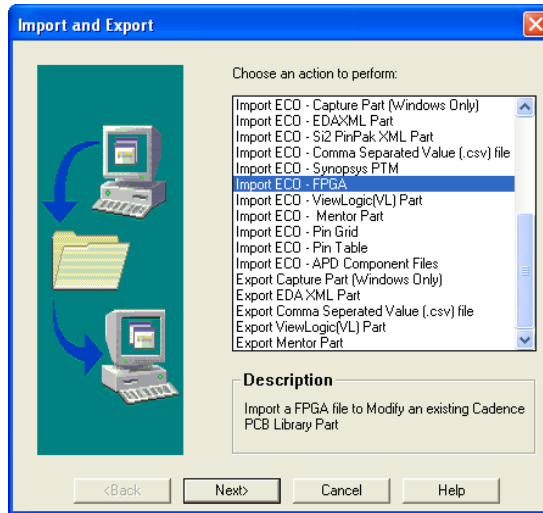 Import and Export
Choose an action to perform:
Import ECO - Capture Part (Windows Only)
Import ECO - EDAXML Part
Import ECO - Si2 PinPak XML Part
Import ECO - Comma Separated Value (.csv) file
Import ECO - Synopsys PTM
Import ECO - FPGA
Import ECO - ViewLogic(VL) Part
Import ECO -  Mentor Part
Import ECO - Pin Grid
Import ECO - Pin Table
Import ECO - APD Component Files
Export Capture Part (Windows Only)
Export EDA XML Part
Export Comma Seperated Value (.csv) file
Export ViewLogic(VL) Part
Export Mentor Part
Description
Import a FPGA file to Modify an existing Cadence
PCB Library Part
<Back Next> Cancel Help